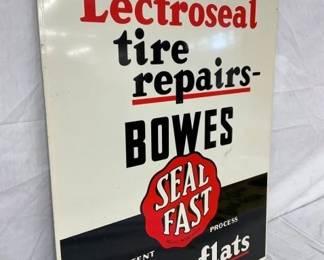 Lectroseal
tire
repairs-
BOWES
SEAL
FAST
PROCESS
flats